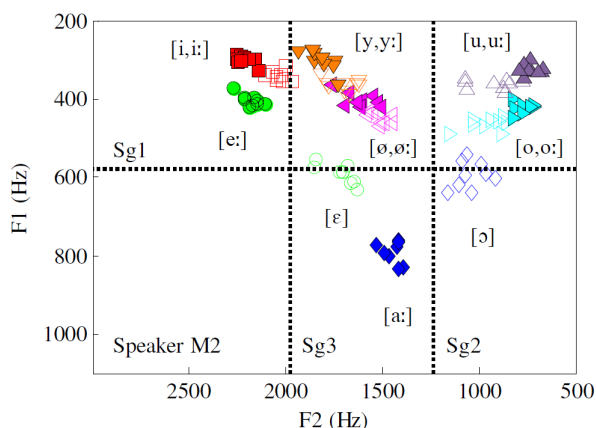 [i,iː]
[y,yː]
[u,uː]
[eː]
[ø,øː]
[o,oː]
Sg1
[ε]
[ɔ]
[aː]
Speaker M2
Sg3
Sg2
200
400
600
800
1000
F1 (Hz)
2500
2000
1500
1000
500
F2 (Hz)